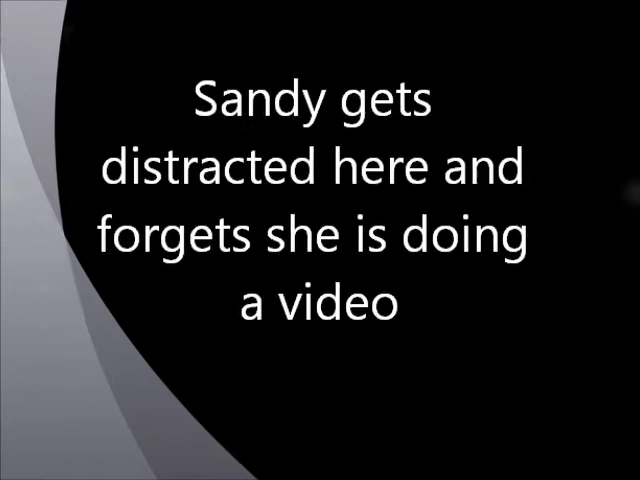 Sandy gets
distracted here and
forgets she is doing
a video